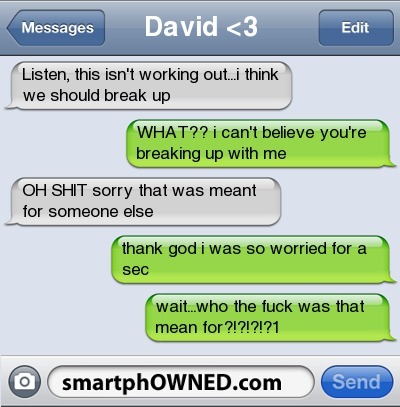 Messages
David <3
Edit
Listen, this isn't working out...i think
we should break up
WHAT?? i can't believe you're
breaking up with me
OH SHIT sorry that was meant
for someone else
thank god i was so worried for a
sec
wait...who the fuck was that
mean for?!?!?!?1
smartphOWNED.com
Send